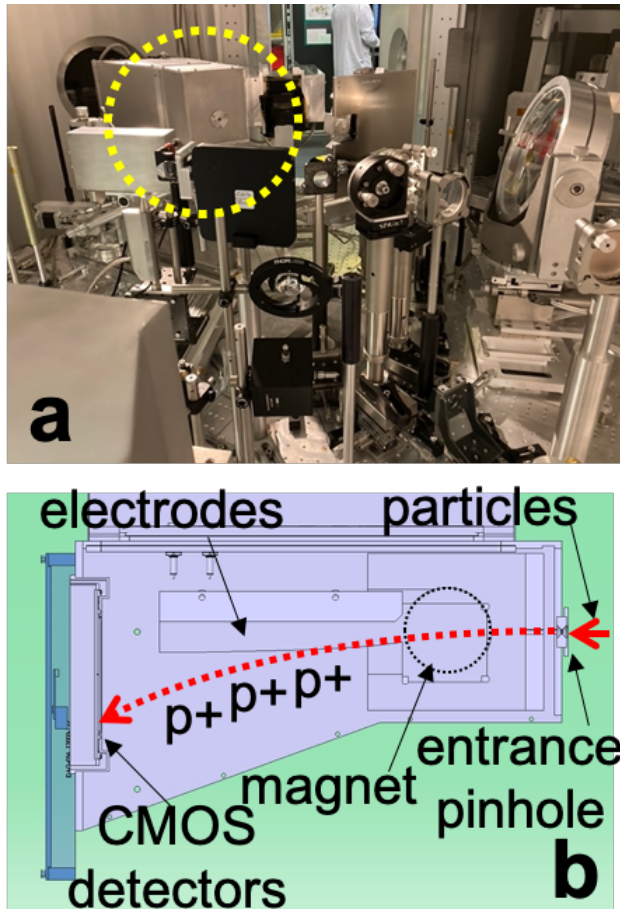 a
electrodes
particles
p+ p+ p+
magnet
entrance
pinhole
CMOS
detectors
b